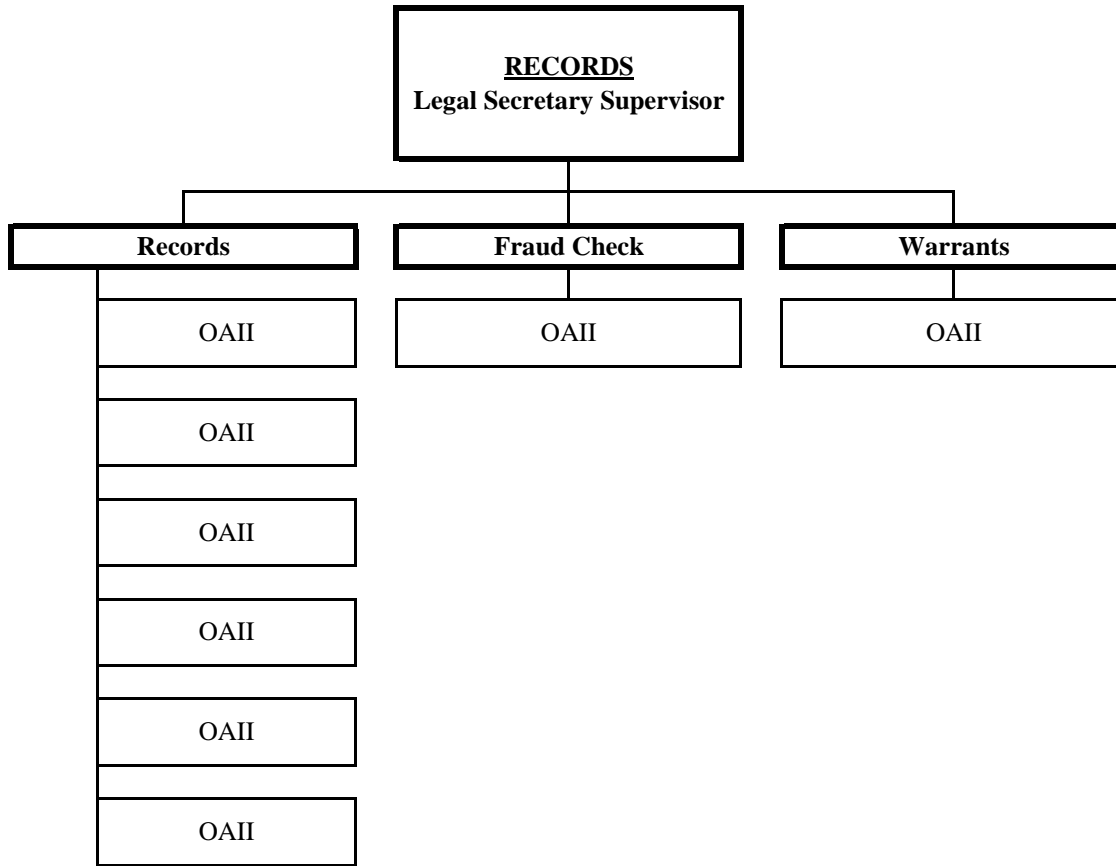 RECORDS
Legal Secretary Supervisor
Records
Fraud Check
Warrants
OAII
OAII
OAII
OAII
OAII
OAII
OAII
OAII